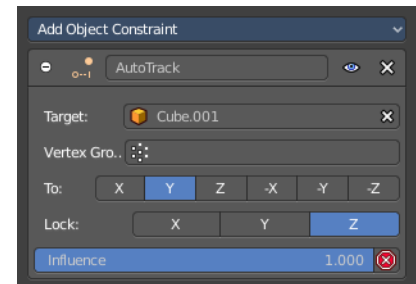 Add Object Constraint
AutoTrack
Target: Cube.001
Vertex Gro..
To: X Y Z -X -Y -Z
Lock: X Y Z
Influence 1.000